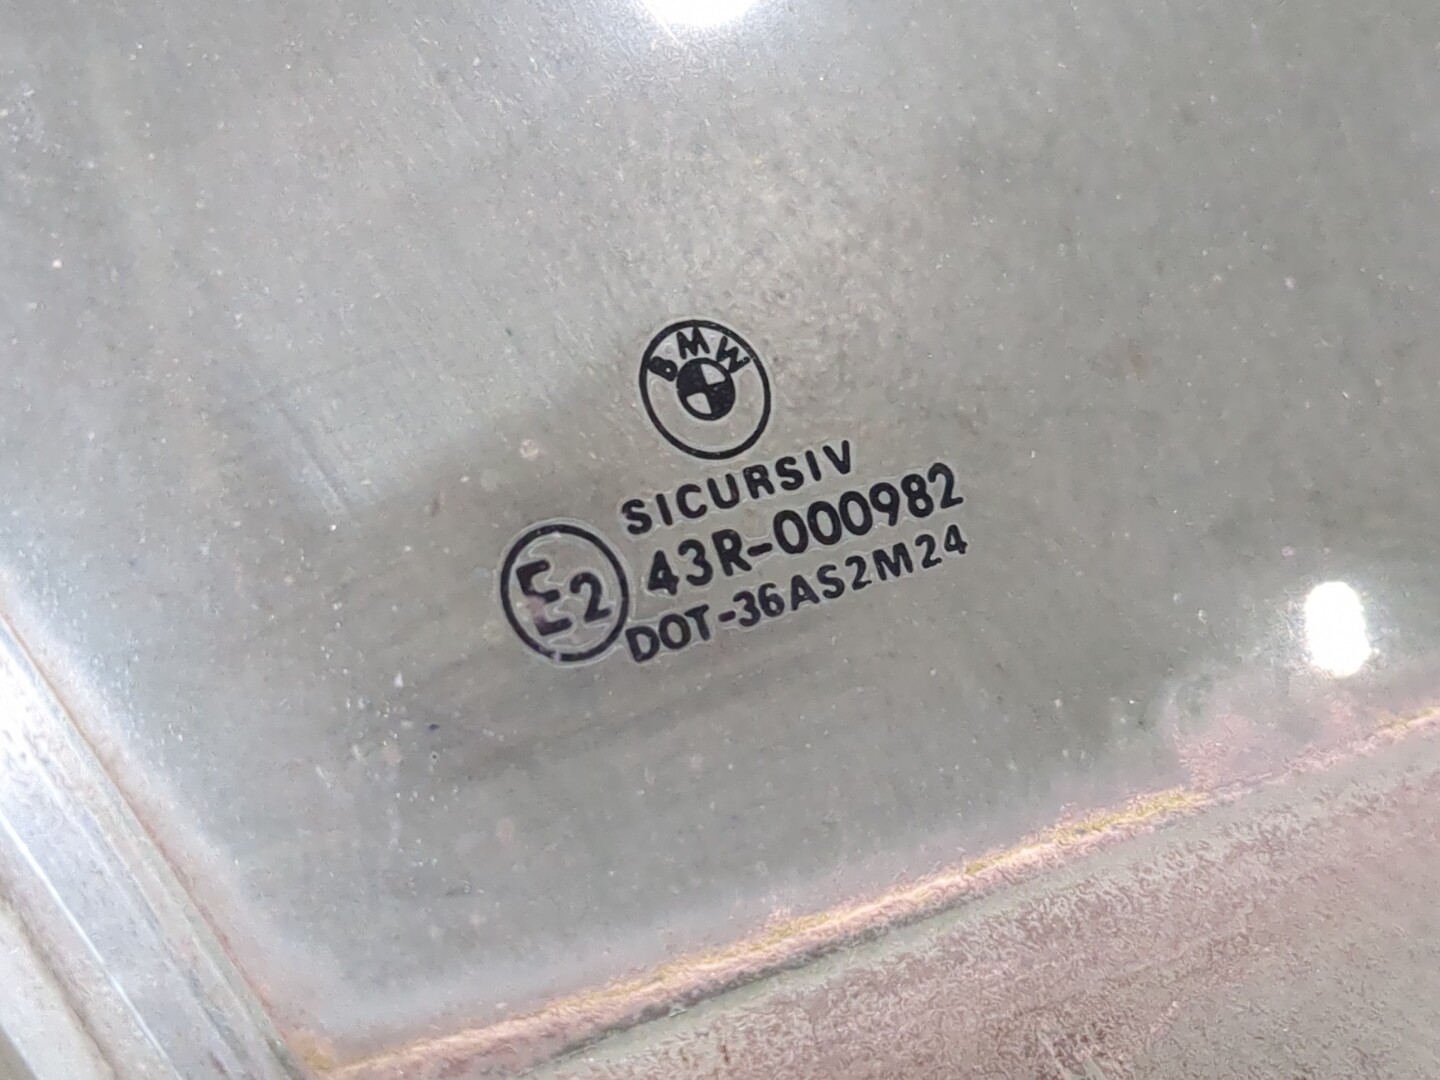 BMW
SICURSIV
E2 43R-000982
DOT-36AS2M24